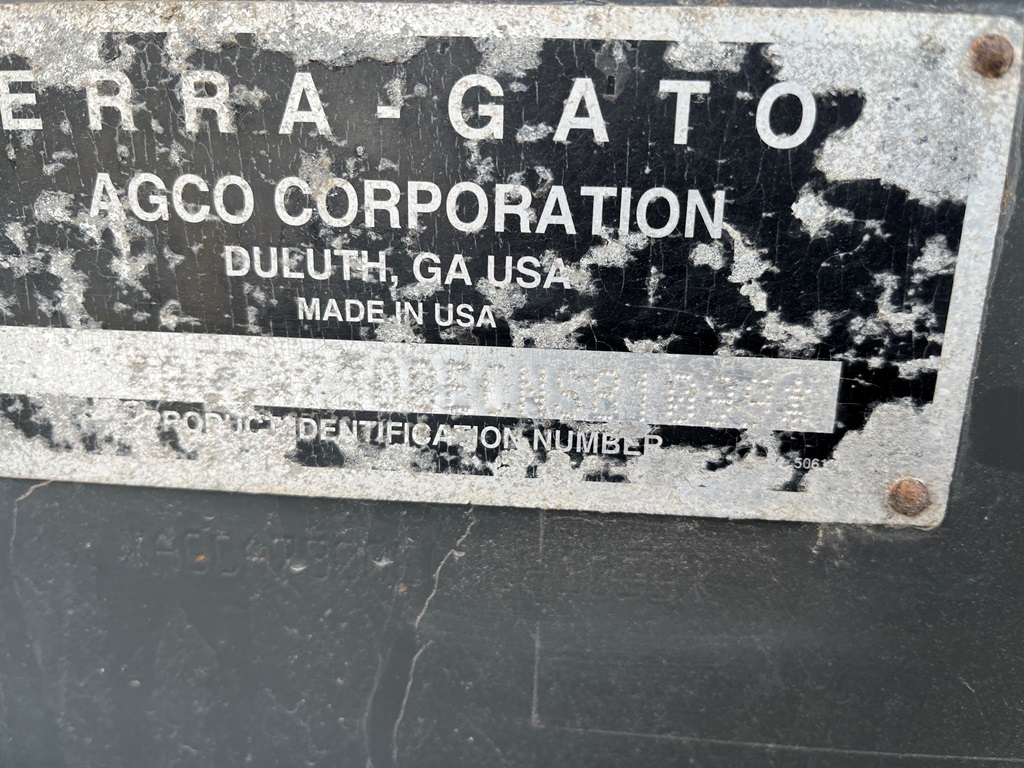 ERRA-GATO
AGCO CORPORATION
DULUTH, GA USA
MADE IN USA
PRODUCT IDENTIFICATION NUMBER